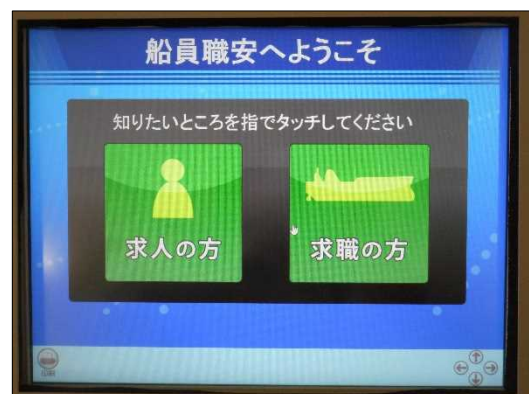 船員職安へようこそ
知りたいところを指でタッチしてください
求人の方
求職の方